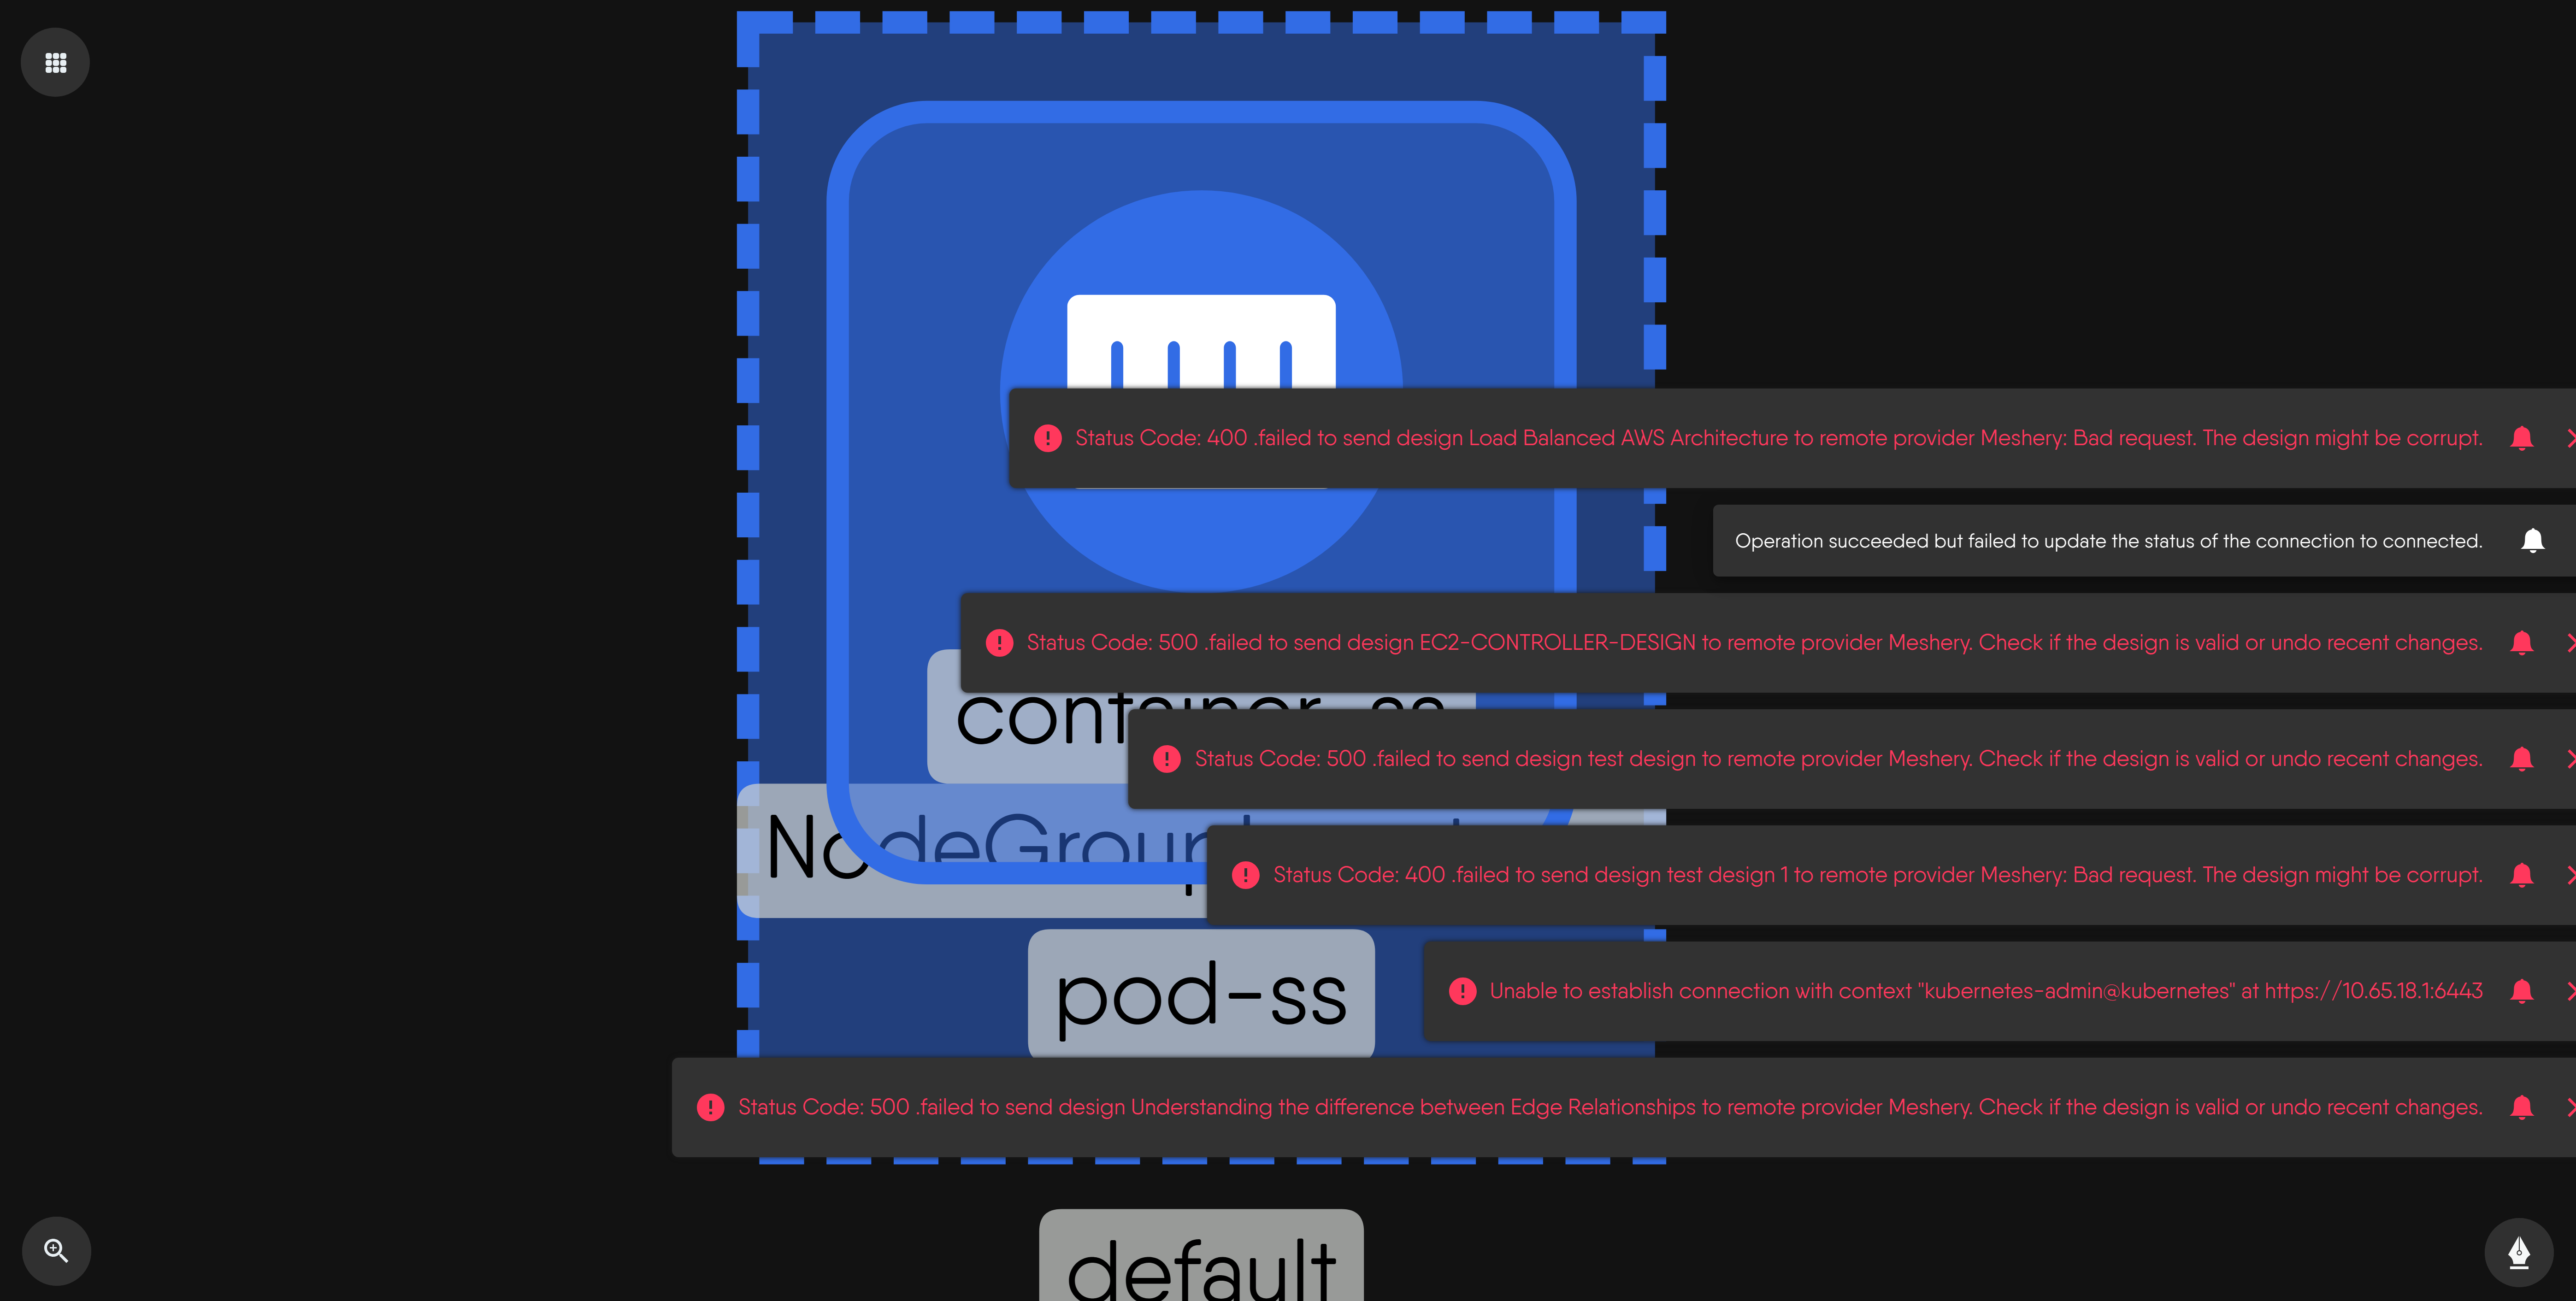 Status Code: 400 .failed to send design Load Balanced AWS Architecture to remote provider Meshery: Bad request. The design might be corrupt.
Operation succeeded but failed to update the status of the connection to connected.
Status Code: 500 .failed to send design EC2-CONTROLLER-DESIGN to remote provider Meshery. Check if the design is valid or undo recent changes.
Status Code: 500 .failed to send design test design to remote provider Meshery. Check if the design is valid or undo recent changes.
Status Code: 400 .failed to send design test design 1 to remote provider Meshery: Bad request. The design might be corrupt.
pod-ss
Unable to establish connection with context "kubernetes-admin@kubernetes" at https://10.65.18.1:6443
Status Code: 500 .failed to send design Understanding the difference between Edge Relationships to remote provider Meshery. Check if the design is valid or undo recent changes.
default